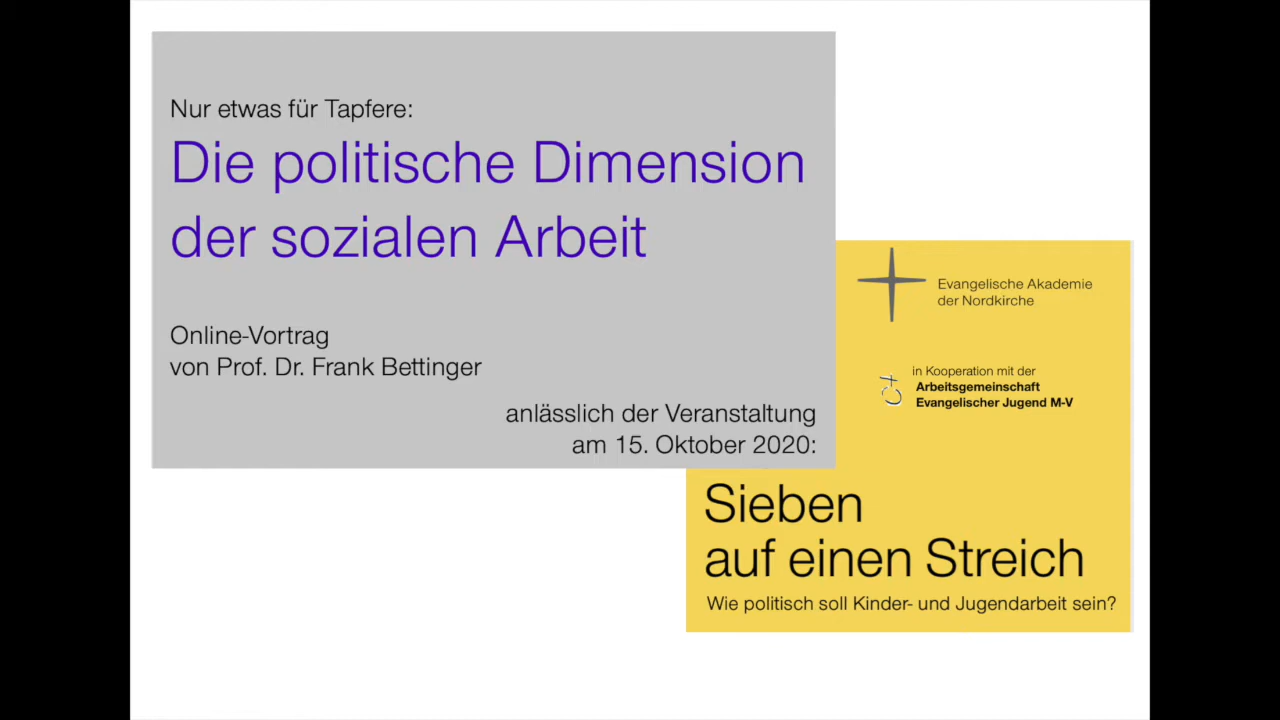 Nur etwas für Tapfere:
Die politische Dimension
der sozialen Arbeit
Online-Vortrag
von Prof. Dr. Frank Bettinger
anlässlich der Veranstaltung
am 15. Oktober 2020:
Evangelische Akademie
der Nordkirche
in Kooperation mit der
Arbeitsgemeinschaft
Evangelischer Jugend M-V
Sieben
auf einen Streich
Wie politisch soll Kinder- und Jugendarbeit sein?